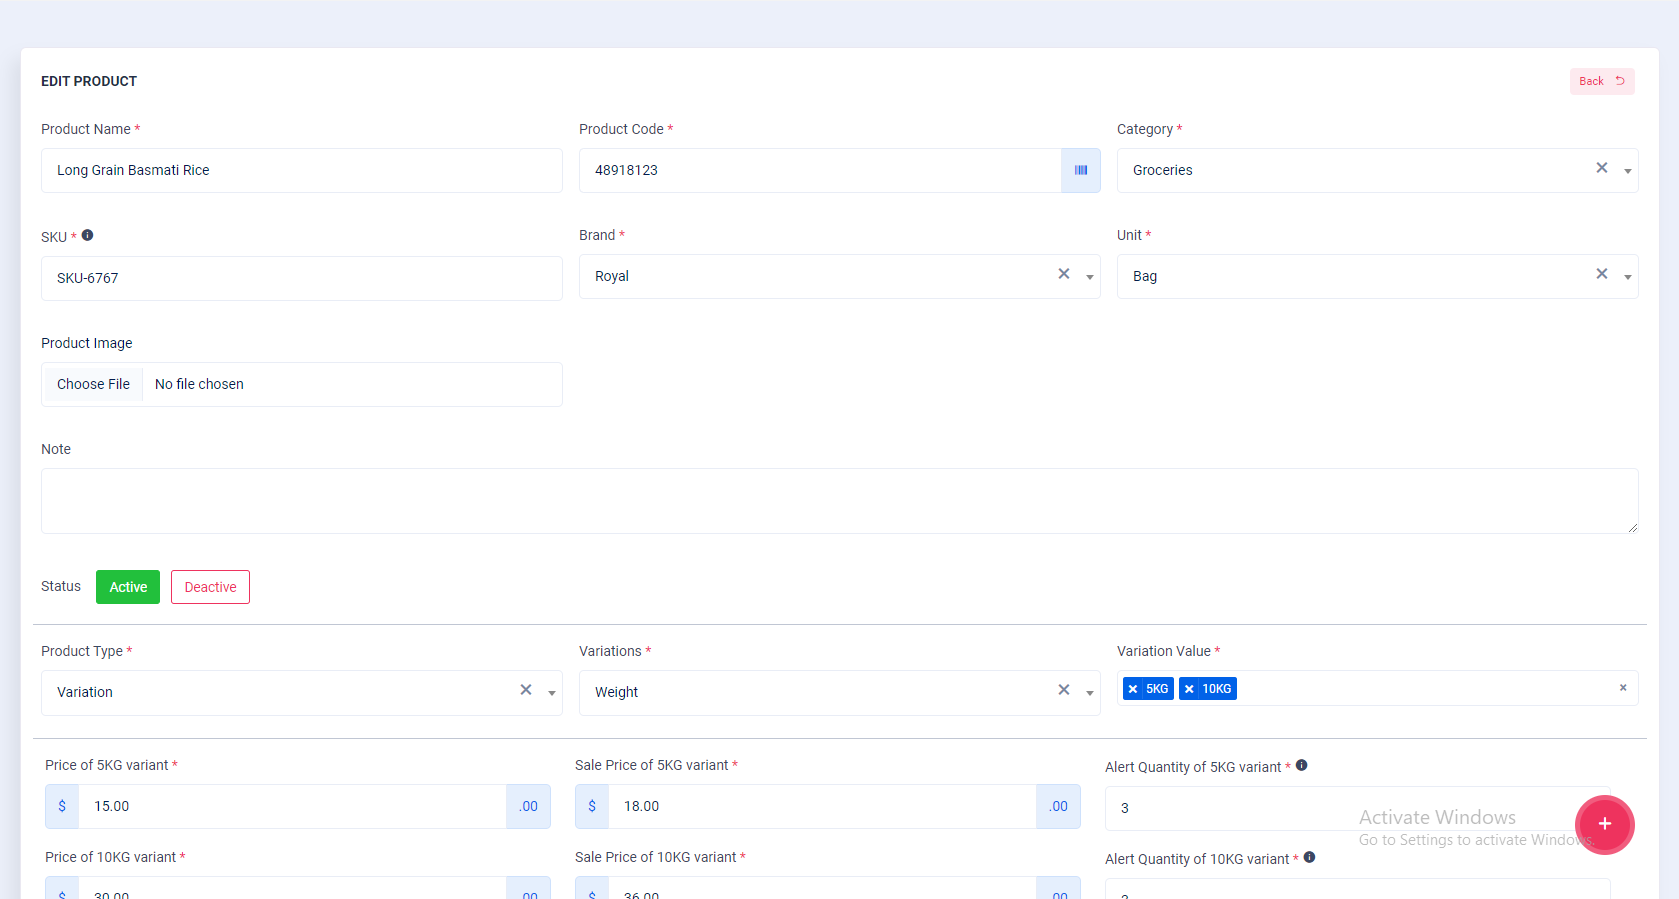 EDIT PRODUCT
Back
Product Name * Product Code * Category *
Long Grain Basmati Rice 48918123 Groceries
SKU * Brand * Unit *
SKU-6767 Royal Bag
Product Image
Choose File No file chosen
Note
Status Active Deactive
Product Type * Variations * Variation Value *
Variation Weight 5KG 10KG
Price of 5KG variant * Sale Price of 5KG variant * Alert Quantity of 5KG variant *
$ 15.00 .00 $ 18.00 .00 3
Activate Windows
Go to Settings to activate Windows.
Price of 10KG variant * Sale Price of 10KG variant * Alert Quantity of 10KG variant *
$ 30.00 .00 $ 36.00 .00